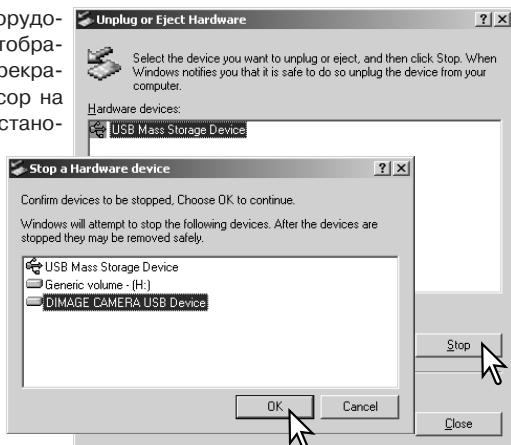 орудо-
тобра-
рекра-
сор на
стано-
Unplug or Eject Hardware
Select the device you want to unplug or eject, and then click Stop. When
Windows notifies you that it is safe to do so unplug the device from your
computer.
Hardware devices:
USB Mass Storage Device
Stop a Hardware device
Confirm devices to be stopped, Choose OK to continue.
Windows will attempt to stop the following devices. After the devices are
stopped they may be removed safely.
USB Mass Storage Device
Generic volume - (H:)
DIMAGE CAMERA USB Device
OK
Cancel
Stop
Close